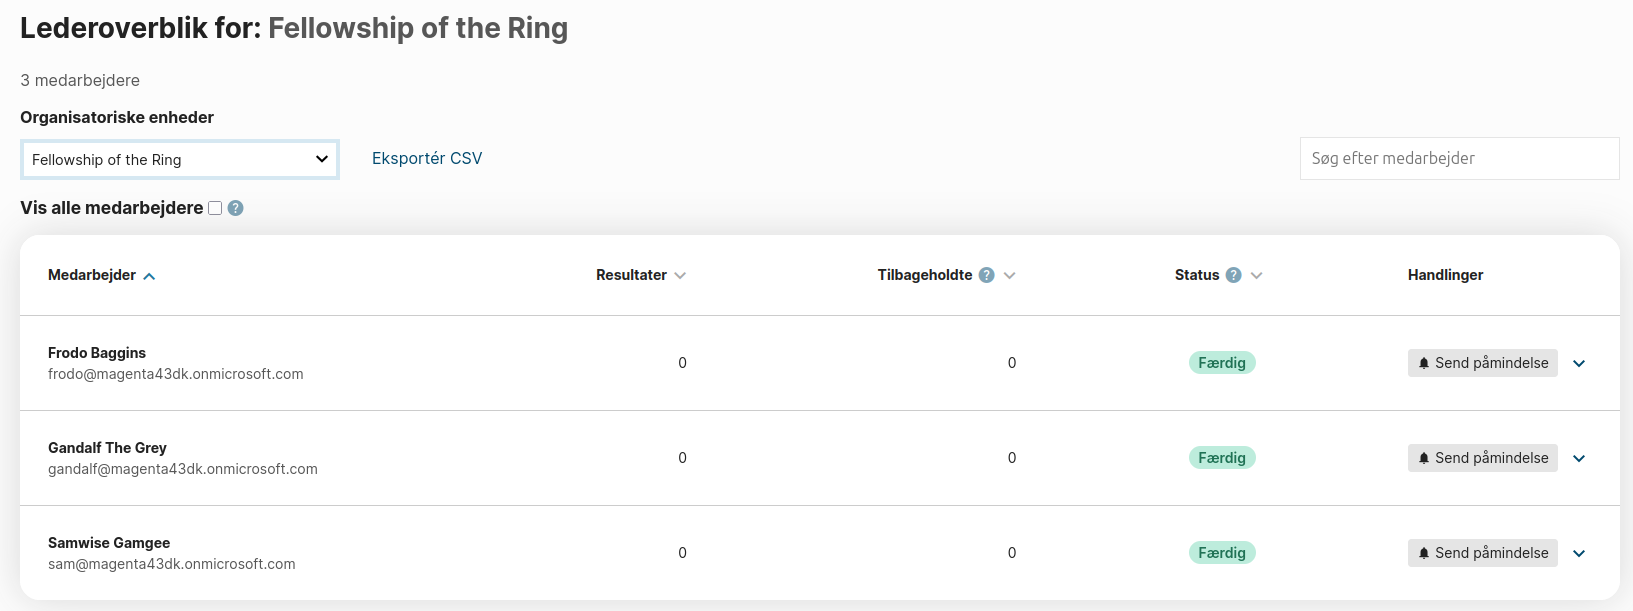 Lederoverblik for: Fellowship of the Ring
3 medarbejdere
Organisatoriske enheder
Fellowship of the Ring Eksportér CSV Søg efter medarbejder
Vis alle medarbejdere ?
Medarbejder Resultater Tilbageholdte ? Status ? Handlinger
Frodo Baggins
frodo@magenta43dk.onmicrosoft.com 0 0 Færdig Send påmindelse
Gandalf The Grey
gandalf@magenta43dk.onmicrosoft.com 0 0 Færdig Send påmindelse
Samwise Gamgee
sam@magenta43dk.onmicrosoft.com 0 0 Færdig Send påmindelse